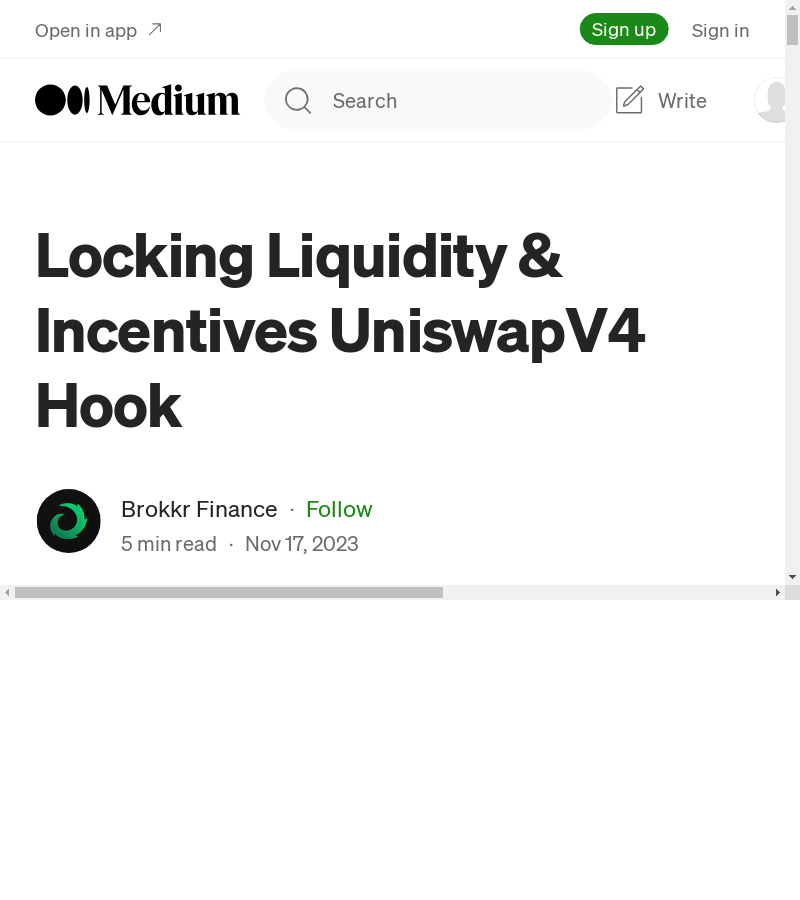 Open in app
Sign up
Sign in
Medium
Search
Write
Locking Liquidity &
Incentives UniswapV4
Hook
Brokkr Finance · Follow
5 min read · Nov 17, 2023